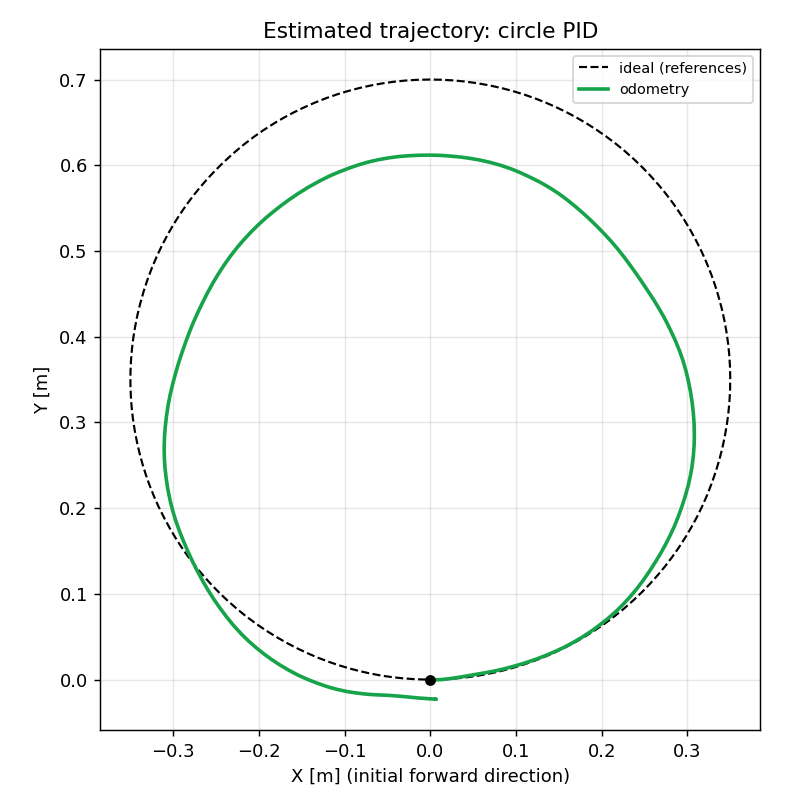 Estimated trajectory: circle PID
ideal (references)
odometry
Y [m]
0.7
0.6
0.5
0.4
0.3
0.2
0.1
0.0
−0.3 −0.2 −0.1 0.0 0.1 0.2 0.3
X [m] (initial forward direction)